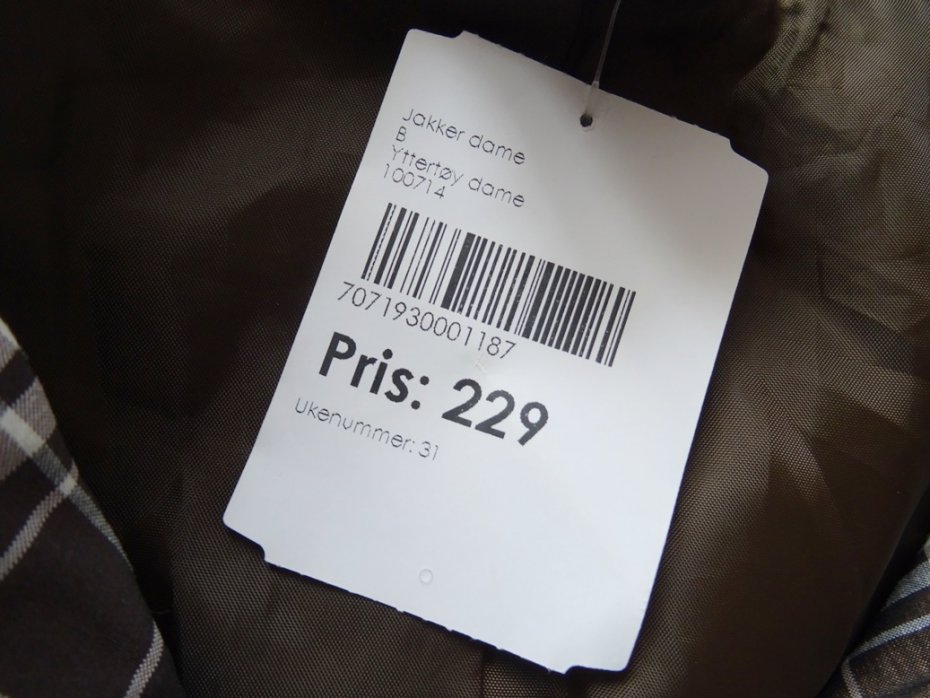 Jakker dame
B
Yttertøy dame
100714
7071930001187
Pris: 229
ukenummer: 31